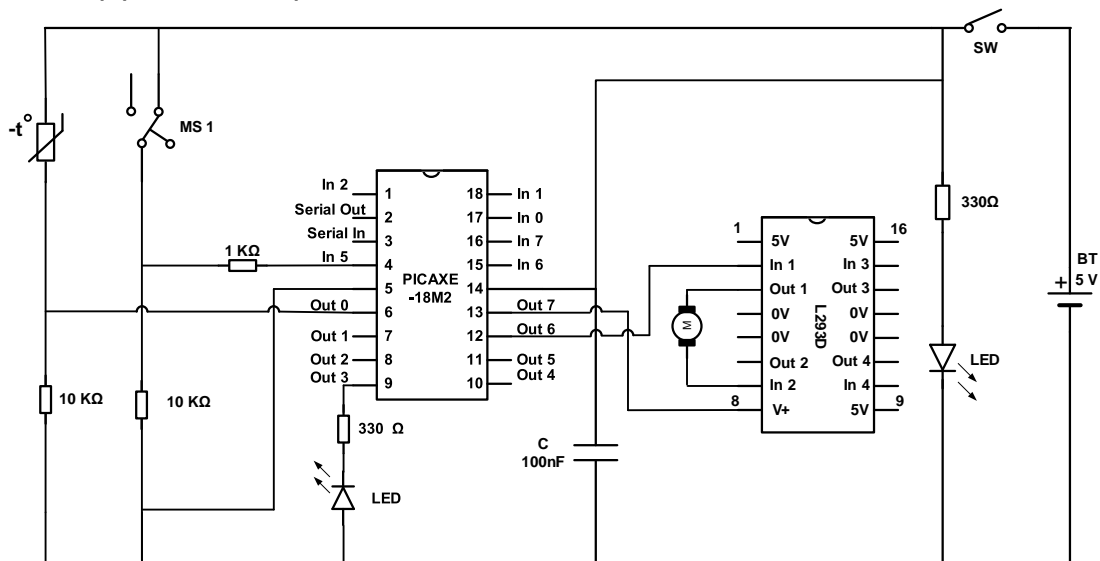 SW
-t°
MS 1
In 2
Serial Out
Serial In
In 5
1 KΩ
Out 0
Out 1
Out 2
Out 3
1
2
3
4
5
6
7
8
9
PICAXE
-18M2
18
17
16
15
14
13
12
11
10
In 1
In 0
In 7
In 6
Out 7
Out 6
Out 5
Out 4
1
8
5V
In 1
Out 1
0V
0V
Out 2
In 2
V+
L293D
5V
In 3
Out 3
0V
0V
Out 4
In 4
5V
16
9
M
330Ω
LED
BT
+
5 V
10 KΩ
10 KΩ
330 Ω
LED
C
100nF